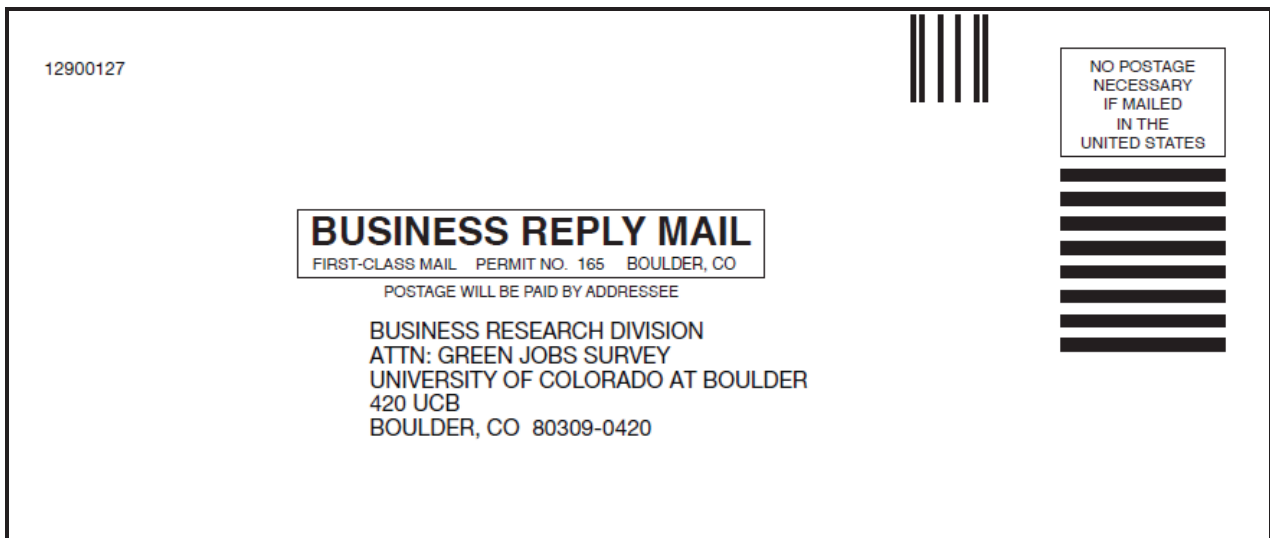 12900127
NO POSTAGE
NECESSARY
IF MAILED
IN THE
UNITED STATES
BUSINESS REPLY MAIL
FIRST-CLASS MAIL PERMIT NO. 165 BOULDER, CO
POSTAGE WILL BE PAID BY ADDRESSEE
BUSINESS RESEARCH DIVISION
ATTN: GREEN JOBS SURVEY
UNIVERSITY OF COLORADO AT BOULDER
420 UCB
BOULDER, CO 80309-0420